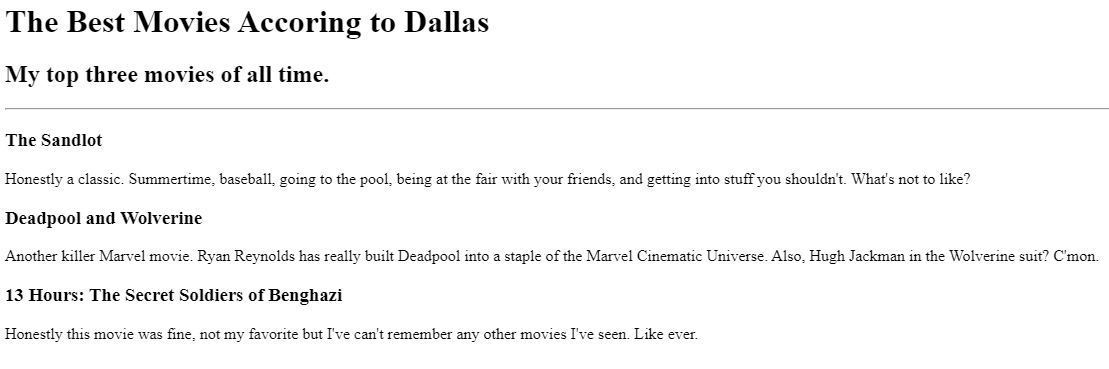 The Best Movies Accoring to Dallas
My top three movies of all time.
The Sandlot
Honestly a classic. Summertime, baseball, going to the pool, being at the fair with your friends, and getting into stuff you shouldn't. What's not to like?
Deadpool and Wolverine
Another killer Marvel movie. Ryan Reynolds has really built Deadpool into a staple of the Marvel Cinematic Universe. Also, Hugh Jackman in the Wolverine suit? C'mon.
13 Hours: The Secret Soldiers of Benghazi
Honestly this movie was fine, not my favorite but I've can't remember any other movies I've seen. Like ever.